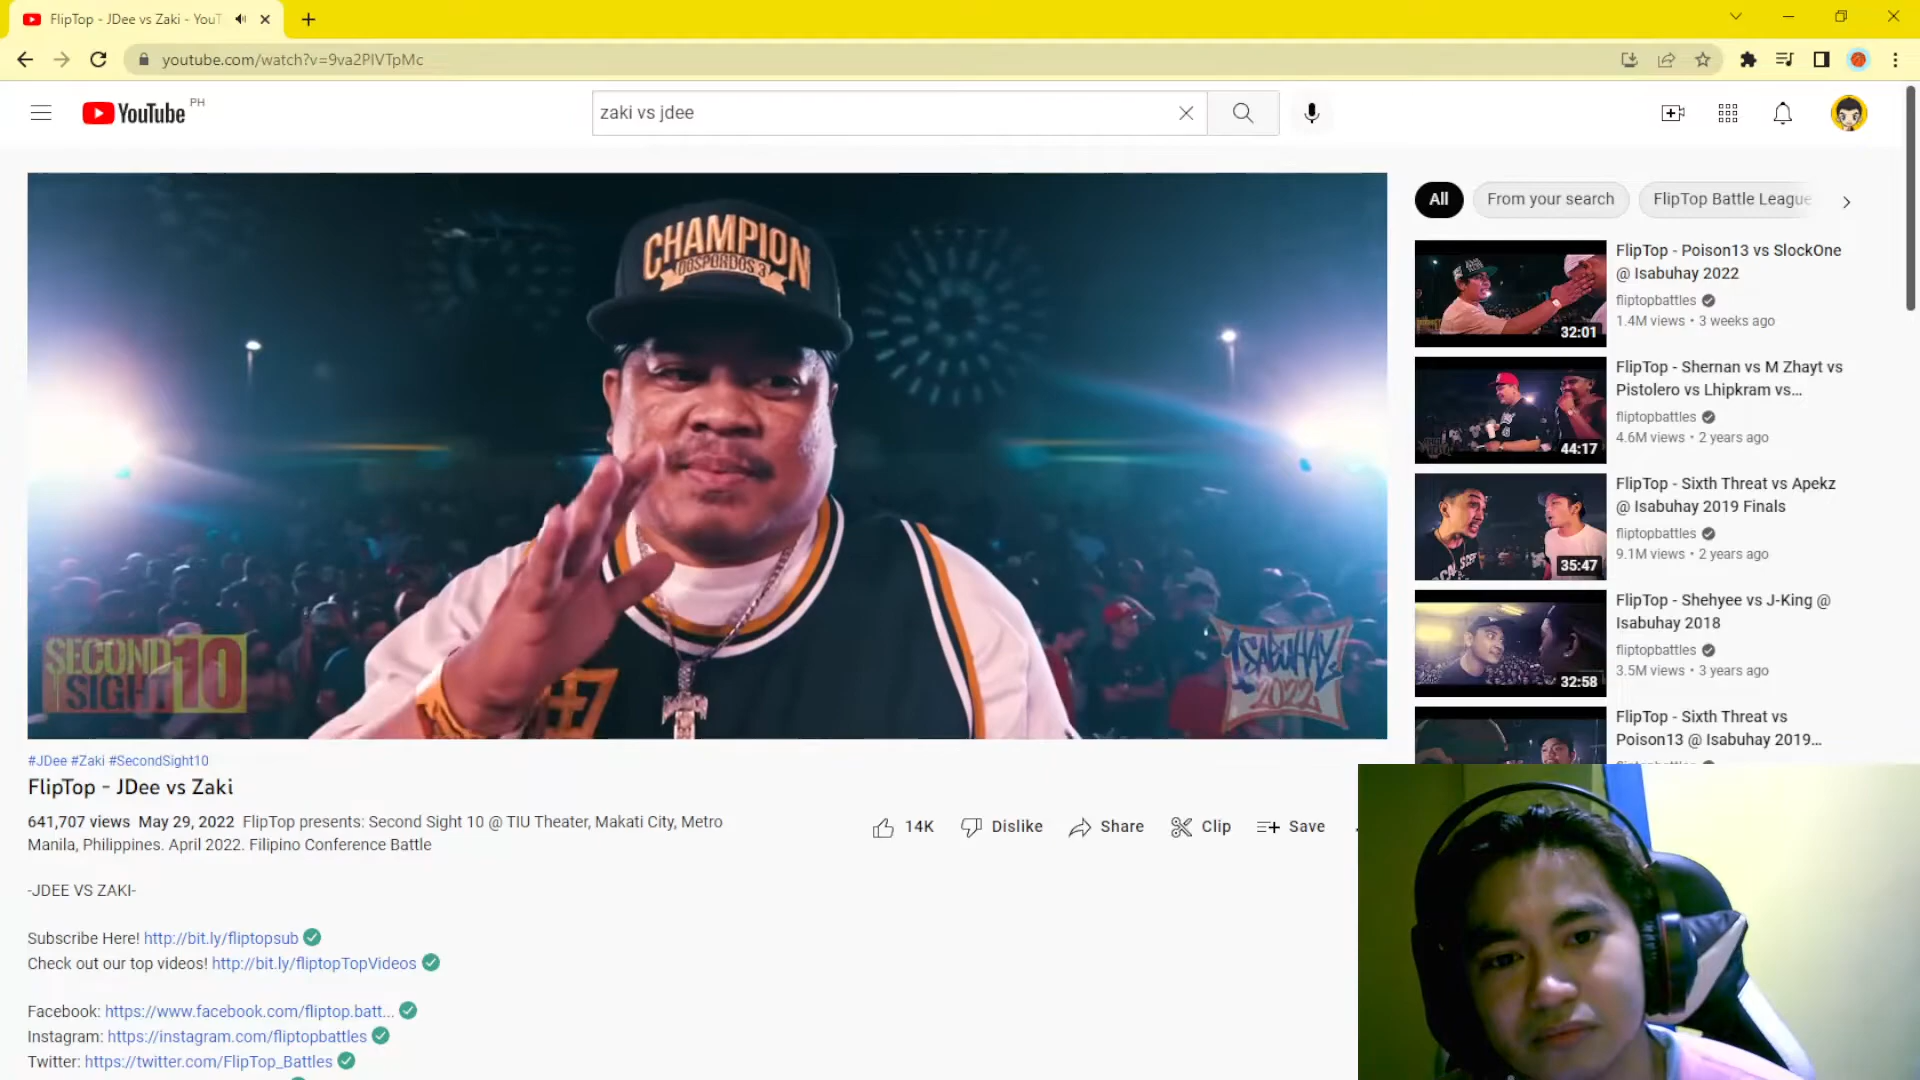 FlipTop - JDee vs Zaki - YouT
youtube.com/watch?v=9va2PIVTpMc
YouTube PH
zaki vs jdee
CHAMPION
DOSPORDOS 3
SECOND
SIGHT 10
ISABUHAY
2022
#JDee #Zaki #SecondSight10
FlipTop - JDee vs Zaki
641,707 views May 29, 2022 FlipTop presents: Second Sight 10 @ TIU Theater, Makati City, Metro
Manila, Philippines. April 2022. Filipino Conference Battle
14K Dislike Share Clip Save
-JDEE VS ZAKI-
Subscribe Here! http://bit.ly/fliptopsub
Check out our top videos! http://bit.ly/fliptopTopVideos
Facebook: https://www.facebook.com/fliptop.batt...
Instagram: https://instagram.com/fliptopbattles
Twitter: https://twitter.com/FlipTop_Battles
All From your search FlipTop Battle League
FlipTop - Poison13 vs SlockOne
@ Isabuhay 2022
fliptopbattles
1.4M views • 3 weeks ago
32:01
FlipTop - Shernan vs M Zhayt vs
Pistolero vs Lhipkram vs...
fliptopbattles
4.6M views • 2 years ago
44:17
FlipTop - Sixth Threat vs Apekz
@ Isabuhay 2019 Finals
fliptopbattles
9.1M views • 2 years ago
35:47
FlipTop - Shehyee vs J-King @
Isabuhay 2018
fliptopbattles
3.5M views • 3 years ago
32:58
FlipTop - Sixth Threat vs
Poison13 @ Isabuhay 2019...